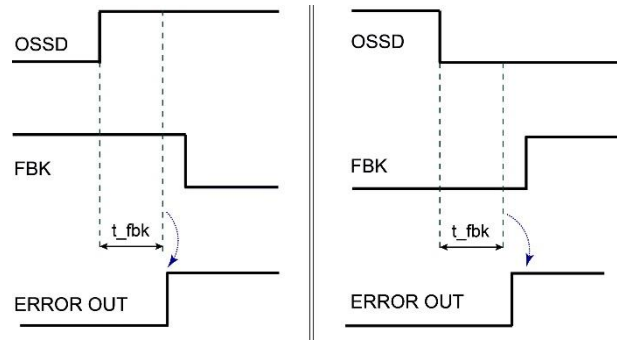 OSSD
FBK
t_fbk
ERROR OUT
OSSD
FBK
t_fbk
ERROR OUT